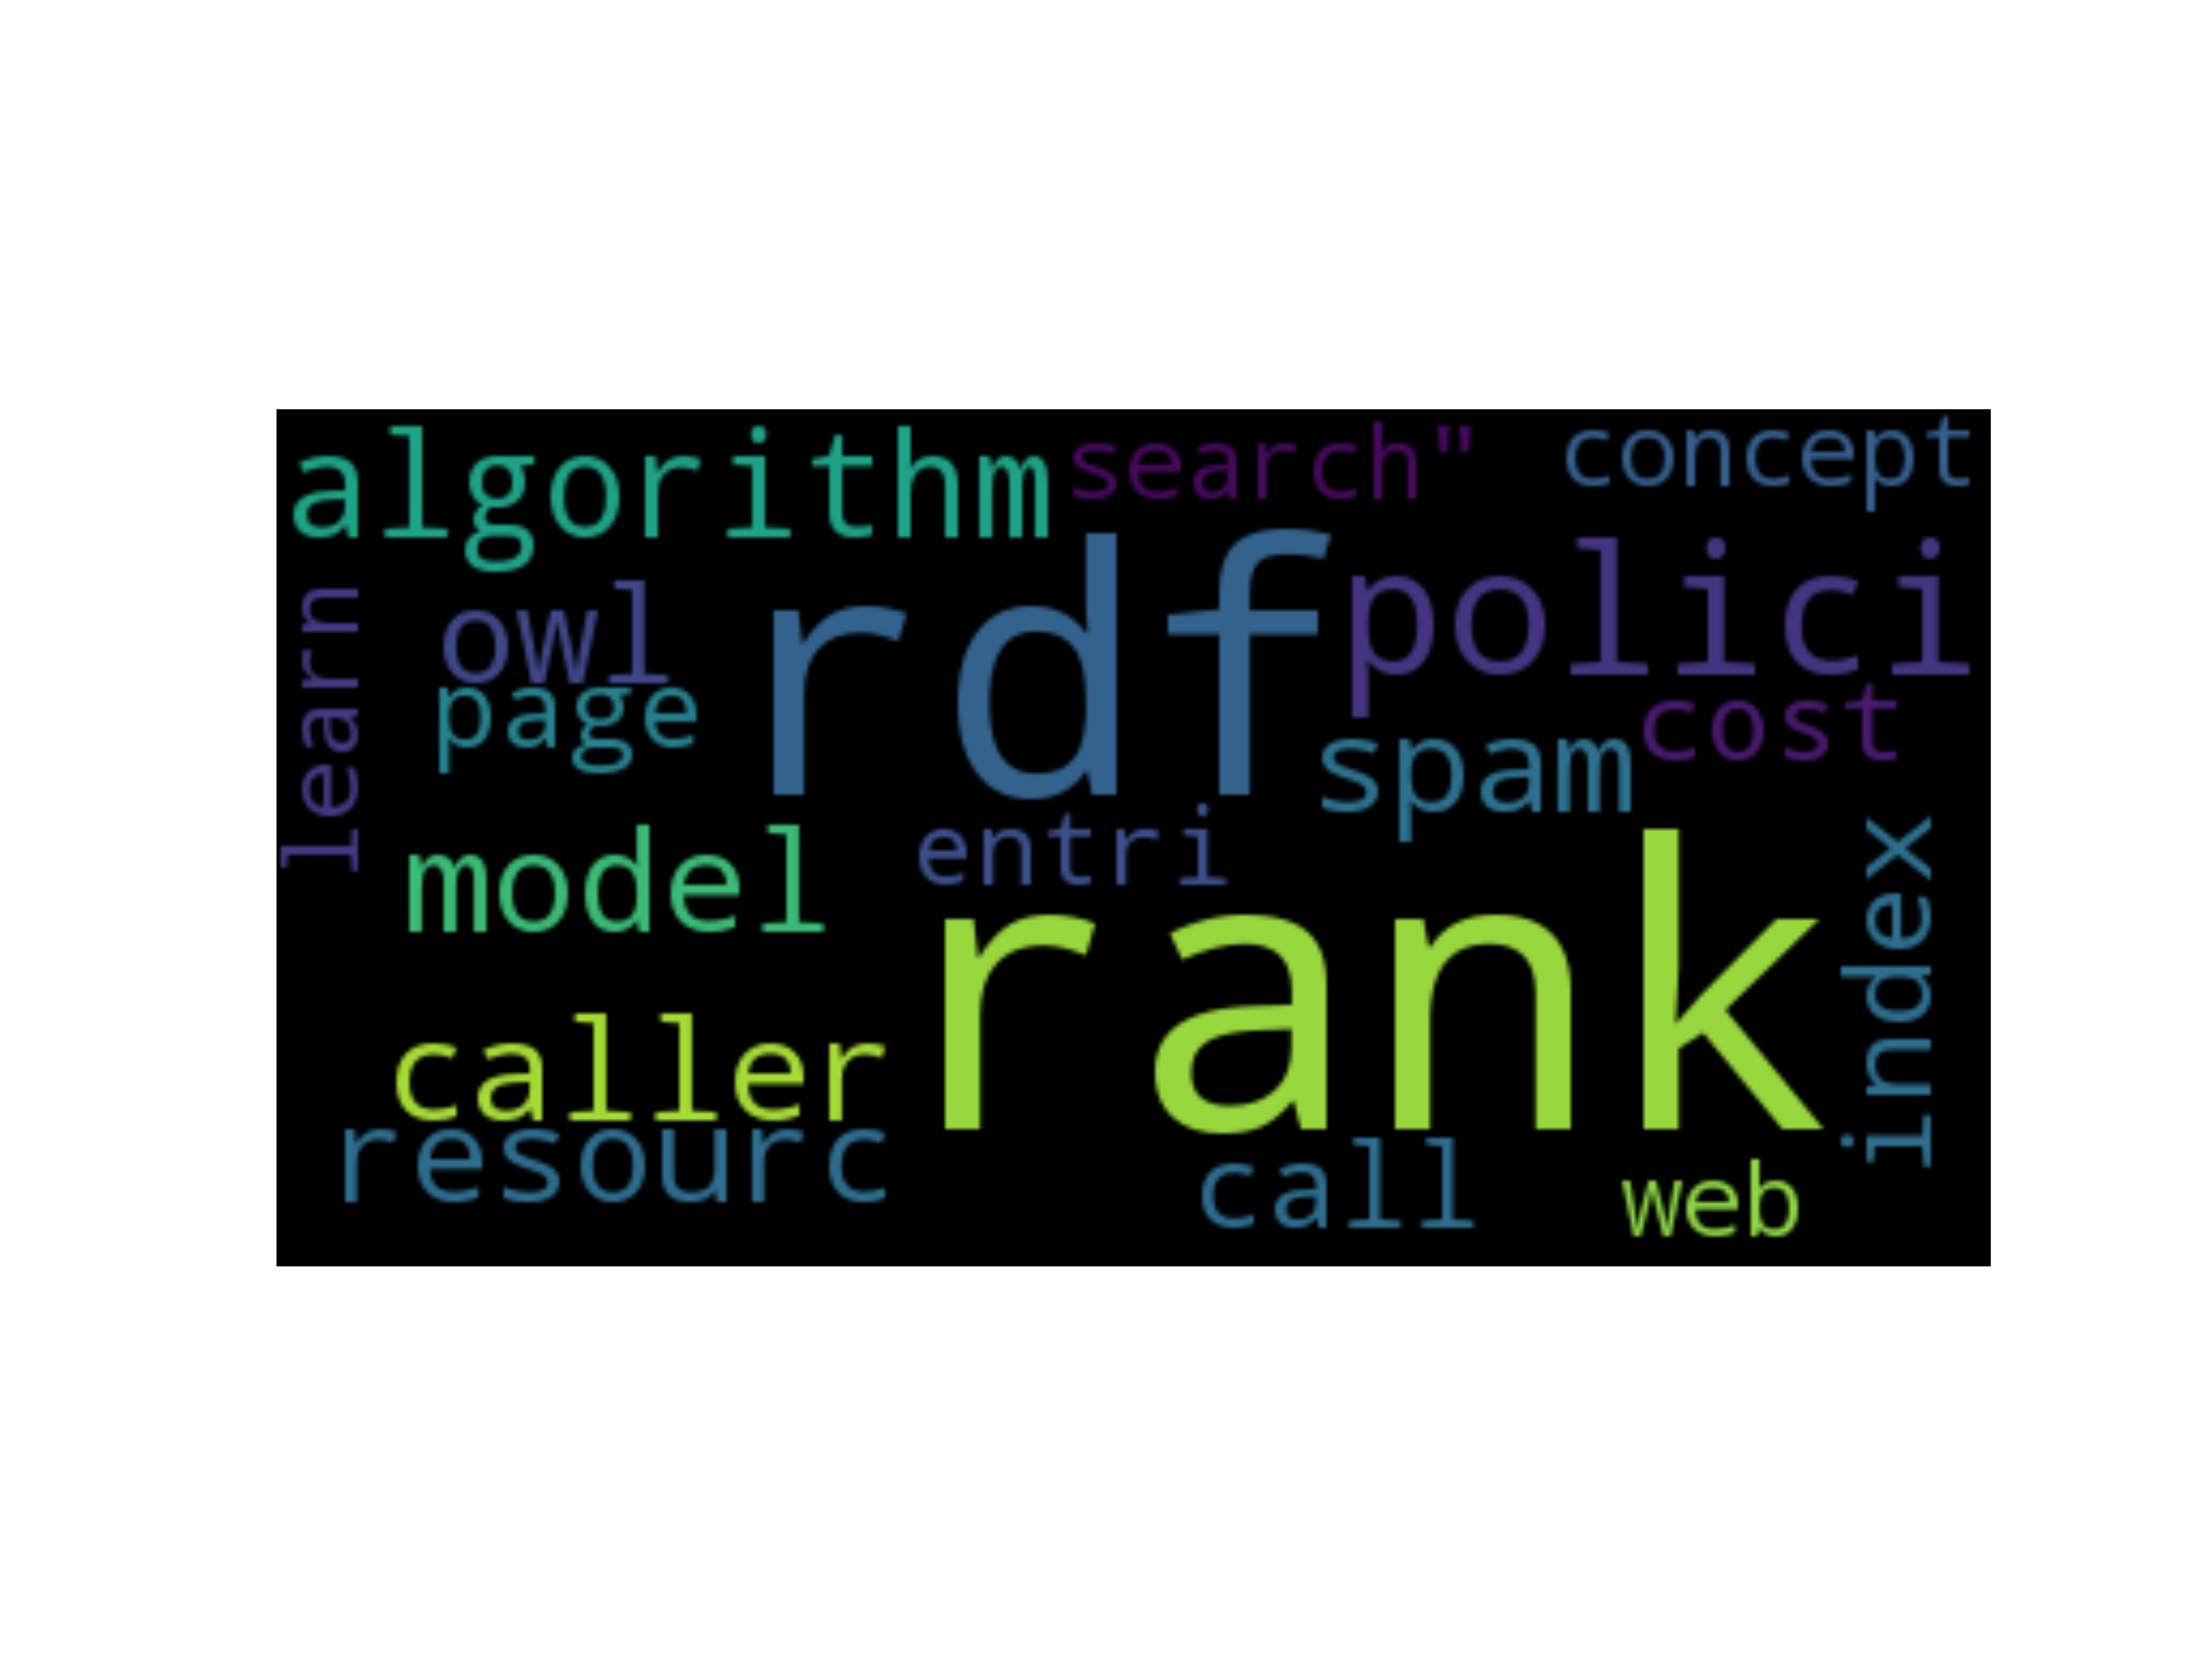 algorithm
search"
concept
learn
owl
rdf
polici
page
spam
cost
model
entri
rank
index
caller
resourc
call
web